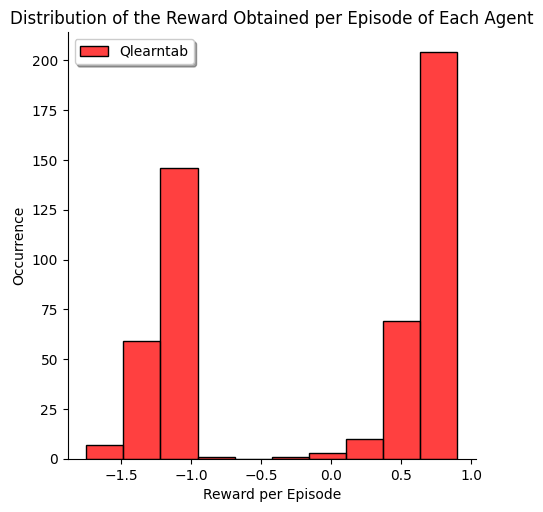 Distribution of the Reward Obtained per Episode of Each Agent
Qlearntab
200
175
150
125
100
75
50
25
0
Occurrence
−1.5 −1.0 −0.5 0.0 0.5 1.0
Reward per Episode